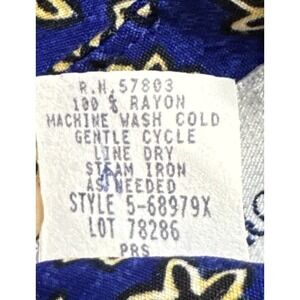 R.N. 57803
100 % RAYON
MACHINE WASH COLD
GENTLE CYCLE
LINE DRY
STEAM IRON
AS NEEDED
STYLE 5-68979X
LOT 78286
PRS